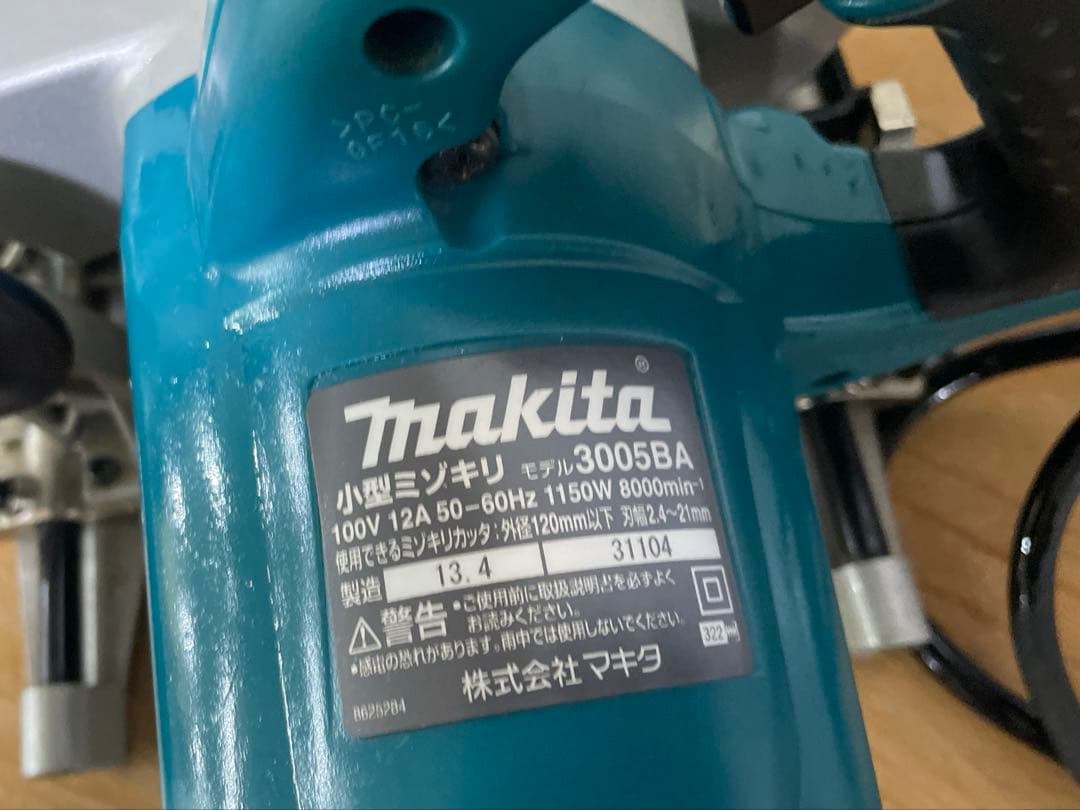 >PC-
GF15<
makita®
小型ミゾキリ モデル3005BA
100V 12A 50-60Hz 1150W 8000min-1
使用できるミゾキリカッタ:外径120mm以下 刃幅2.4~21mm
製造 13.4 31104
警告 •ご使用前に取扱説明書を必ずよく
お読みください。
•感電の恐れがあります。雨中では使用しないでください。
322
株式会社マキタ
862S2B4